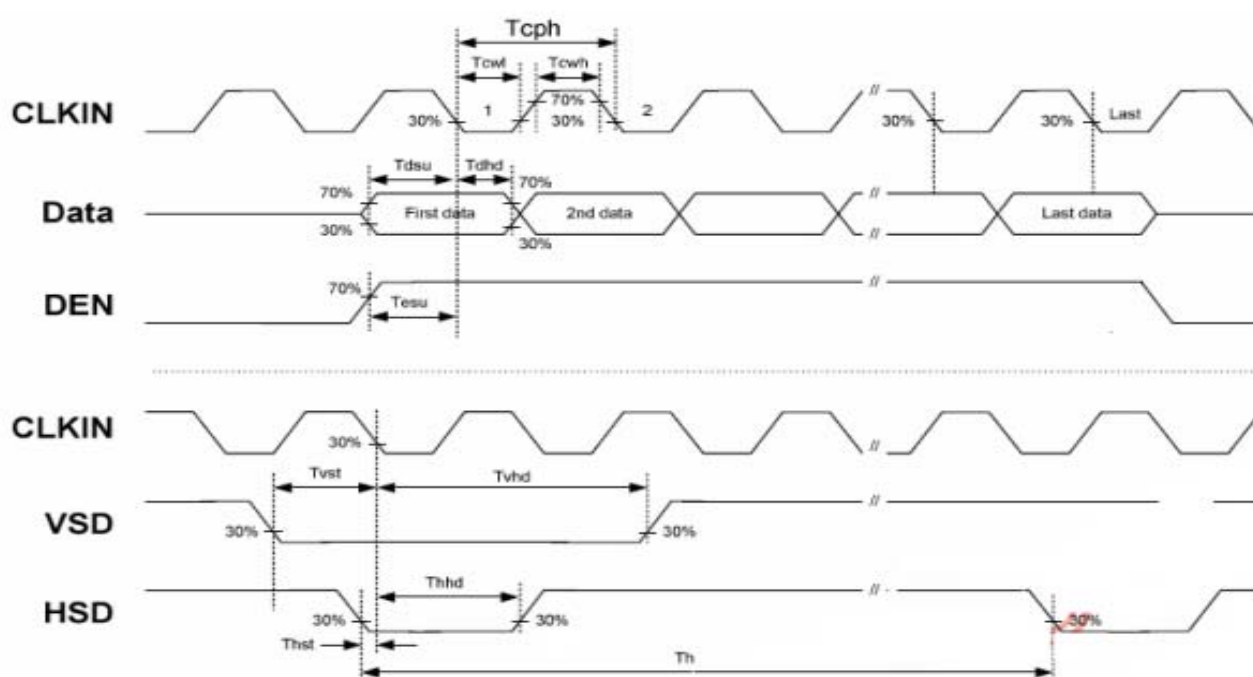 Tcph
Tcwl Tcwh
CLKIN 30% 1 70% 30% 2 30% 30% Last
Tdsu Tdhd
70% 70%
Data First data 2nd data Last data
30% 30%
70%
DEN Tesu
CLKIN 30%
Tvst Tvhd
VSD 30% 30%
Thhd
HSD 30% 30% 30%
Thst
Th